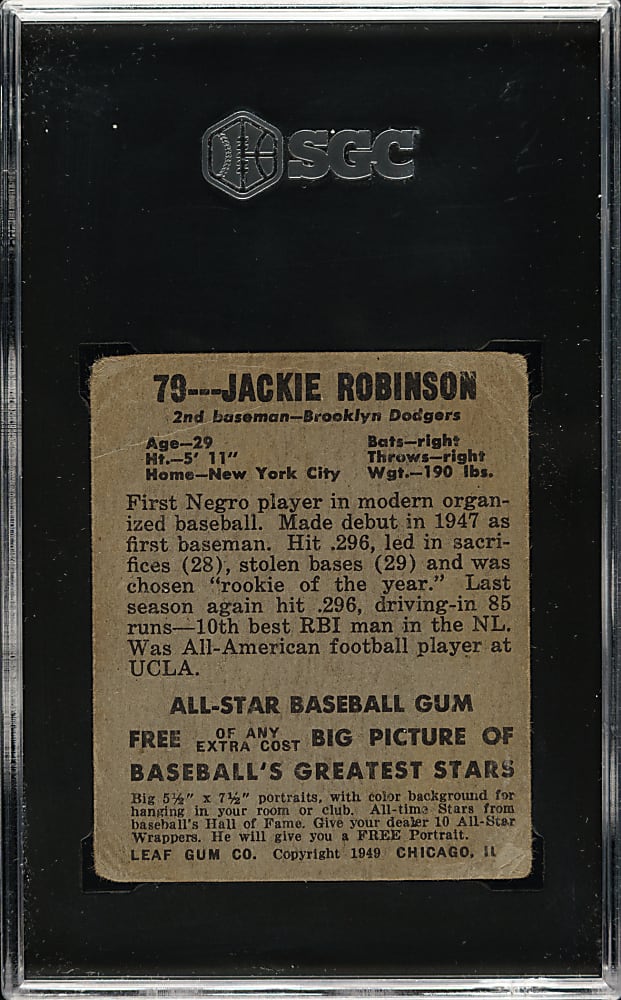 SGC
79---JACKIE ROBINSON
2nd baseman—Brooklyn Dodgers
Age—29 Bats—right
Ht.—5' 11" Throws—right
Home—New York City Wgt.—190 lbs.
First Negro player in modern organ-
ized baseball. Made debut in 1947 as
first baseman. Hit .296, led in sacri-
fices (28), stolen bases (29) and was
chosen "rookie of the year." Last
season again hit .296, driving-in 85
runs—10th best RBI man in the NL.
Was All-American football player at
UCLA.
ALL-STAR BASEBALL GUM
FREE OF ANY EXTRA COST BIG PICTURE OF
BASEBALL'S GREATEST STARS
Big 5½" x 7½" portraits, with color background for
hanging in your room or club. All-time Stars from
baseball's Hall of Fame. Give your dealer 10 All-Star
Wrappers. He will give you a FREE Portrait.
LEAF GUM CO. Copyright 1949 CHICAGO, IL